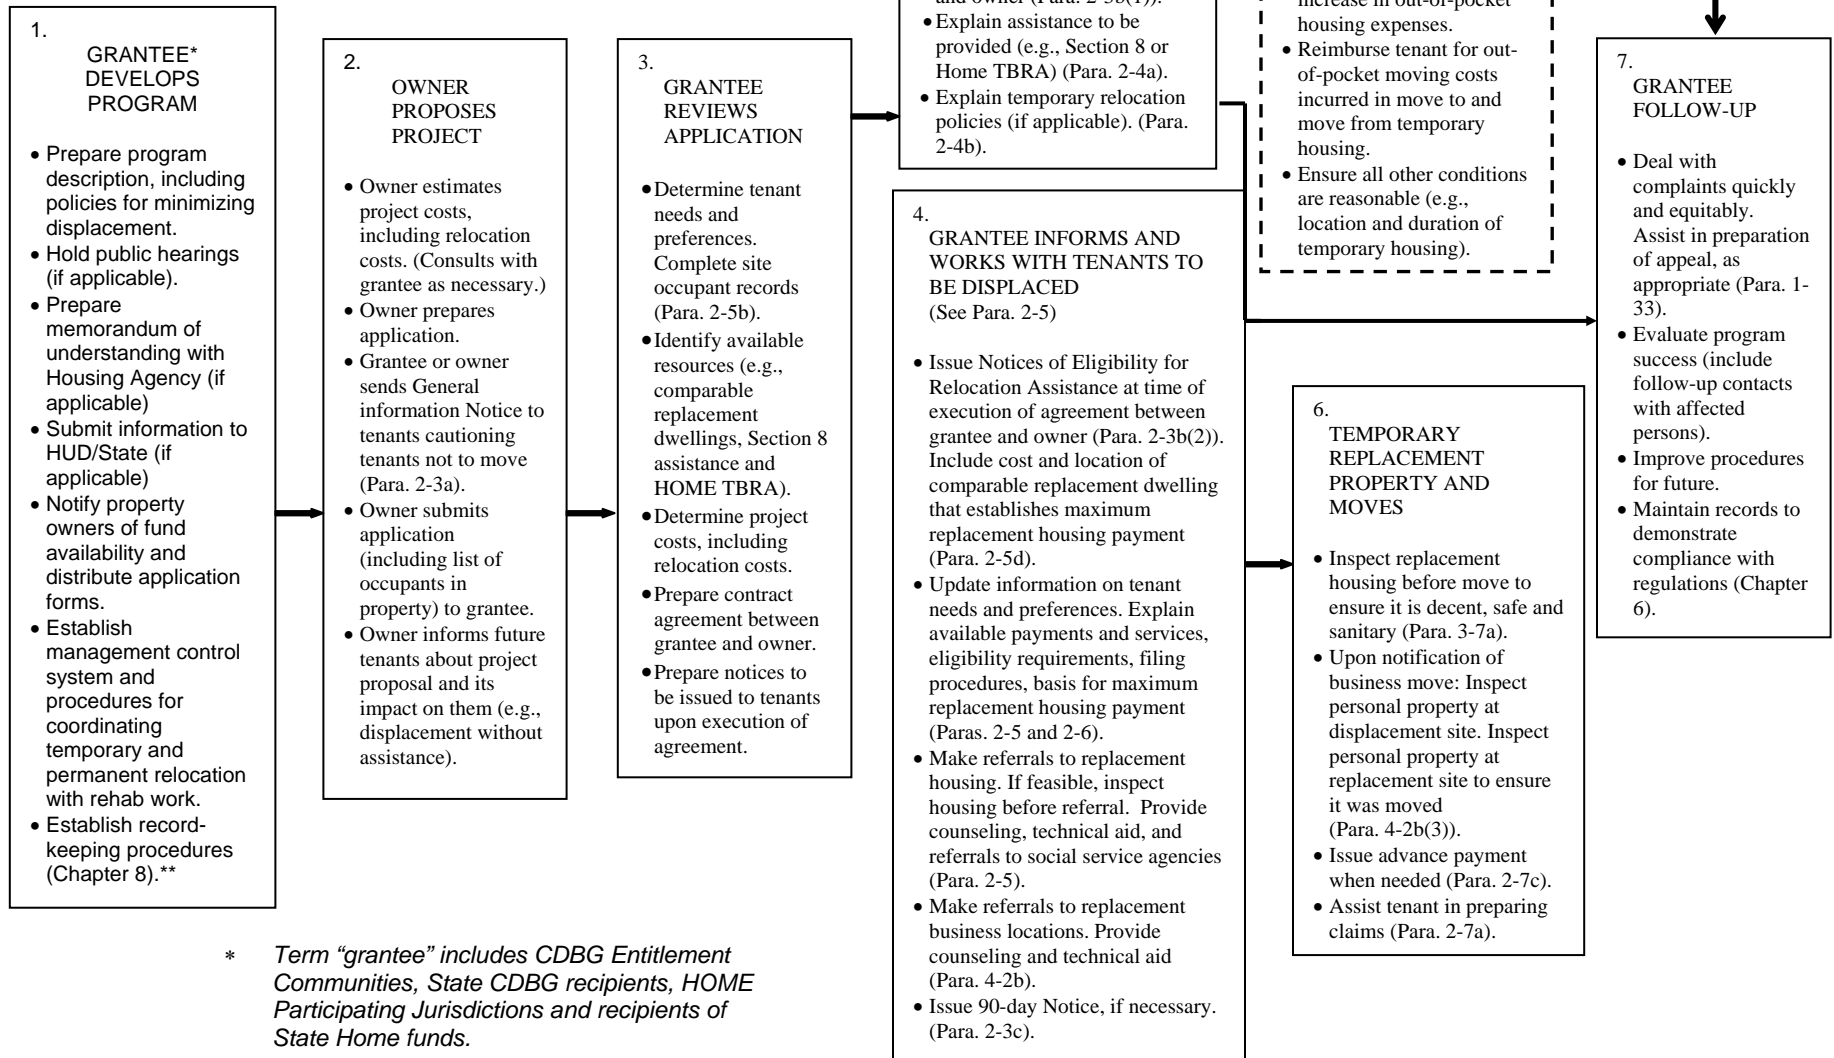 1.
GRANTEE*
DEVELOPS
PROGRAM
• Prepare program
description, including
policies for minimizing
displacement.
• Hold public hearings
(if applicable).
• Prepare
memorandum of
understanding with
Housing Agency (if
applicable)
• Submit information to
HUD/State (if
applicable)
• Notify property
owners of fund
availability and
distribute application
forms.
• Establish
management control
system and
procedures for
coordinating
temporary and
permanent relocation
with rehab work.
• Establish record-
keeping procedures
(Chapter 8).**
2.
OWNER
PROPOSES
PROJECT
• Owner estimates
project costs,
including relocation
costs. (Consults with
grantee as necessary.)
• Owner prepares
application.
• Grantee or owner
sends General
information Notice to
tenants cautioning
tenants not to move
(Para. 2-3a).
• Owner submits
application
(including list of
occupants in
property) to grantee.
• Owner informs future
tenants about project
proposal and its
impact on them (e.g.,
displacement without
assistance).
3.
GRANTEE
REVIEWS
APPLICATION
• Determine tenant
needs and
preferences.
Complete site
occupant records
(Para. 2-5b).
• Identify available
resources (e.g.,
comparable
replacement
dwellings, Section 8
assistance and
HOME TBRA).
• Determine project
costs, including
relocation costs.
• Prepare contract
agreement between
grantee and owner.
• Prepare notices to
be issued to tenants
upon execution of
agreement.
and owner (Para. 2-3b(1)).
• Explain assistance to be
provided (e.g., Section 8 or
Home TBRA) (Para. 2-4a).
• Explain temporary relocation
policies (if applicable). (Para.
2-4b).
4.
GRANTEE INFORMS AND
WORKS WITH TENANTS TO
BE DISPLACED
(See Para. 2-5)
• Issue Notices of Eligibility for
Relocation Assistance at time of
execution of agreement between
grantee and owner (Para. 2-3b(2)).
Include cost and location of
comparable replacement dwelling
that establishes maximum
replacement housing payment
(Para. 2-5d).
• Update information on tenant
needs and preferences. Explain
available payments and services,
eligibility requirements, filing
procedures, basis for maximum
replacement housing payment
(Paras. 2-5 and 2-6).
• Make referrals to replacement
housing. If feasible, inspect
housing before referral. Provide
counseling, technical aid, and
referrals to social service agencies
(Para. 2-5).
• Make referrals to replacement
business locations. Provide
counseling and technical aid
(Para. 4-2b).
• Issue 90-day Notice, if necessary.
(Para. 2-3c).
increase in out-of-pocket
housing expenses.
• Reimburse tenant for out-
of-pocket moving costs
incurred in move to and
move from temporary
housing.
• Ensure all other conditions
are reasonable (e.g.,
location and duration of
temporary housing).
6.
TEMPORARY
REPLACEMENT
PROPERTY AND
MOVES
• Inspect replacement
housing before move to
ensure it is decent, safe and
sanitary (Para. 3-7a).
• Upon notification of
business move: Inspect
personal property at
displacement site. Inspect
personal property at
replacement site to ensure
it was moved
(Para. 4-2b(3)).
• Issue advance payment
when needed (Para. 2-7c).
• Assist tenant in preparing
claims (Para. 2-7a).
7.
GRANTEE
FOLLOW-UP
• Deal with
complaints quickly
and equitably.
Assist in preparation
of appeal, as
appropriate (Para. 1-
33).
• Evaluate program
success (include
follow-up contacts
with affected
persons).
• Improve procedures
for future.
• Maintain records to
demonstrate
compliance with
regulations (Chapter
6).
* Term “grantee” includes CDBG Entitlement
Communities, State CDBG recipients, HOME
Participating Jurisdictions and recipients of
State Home funds.